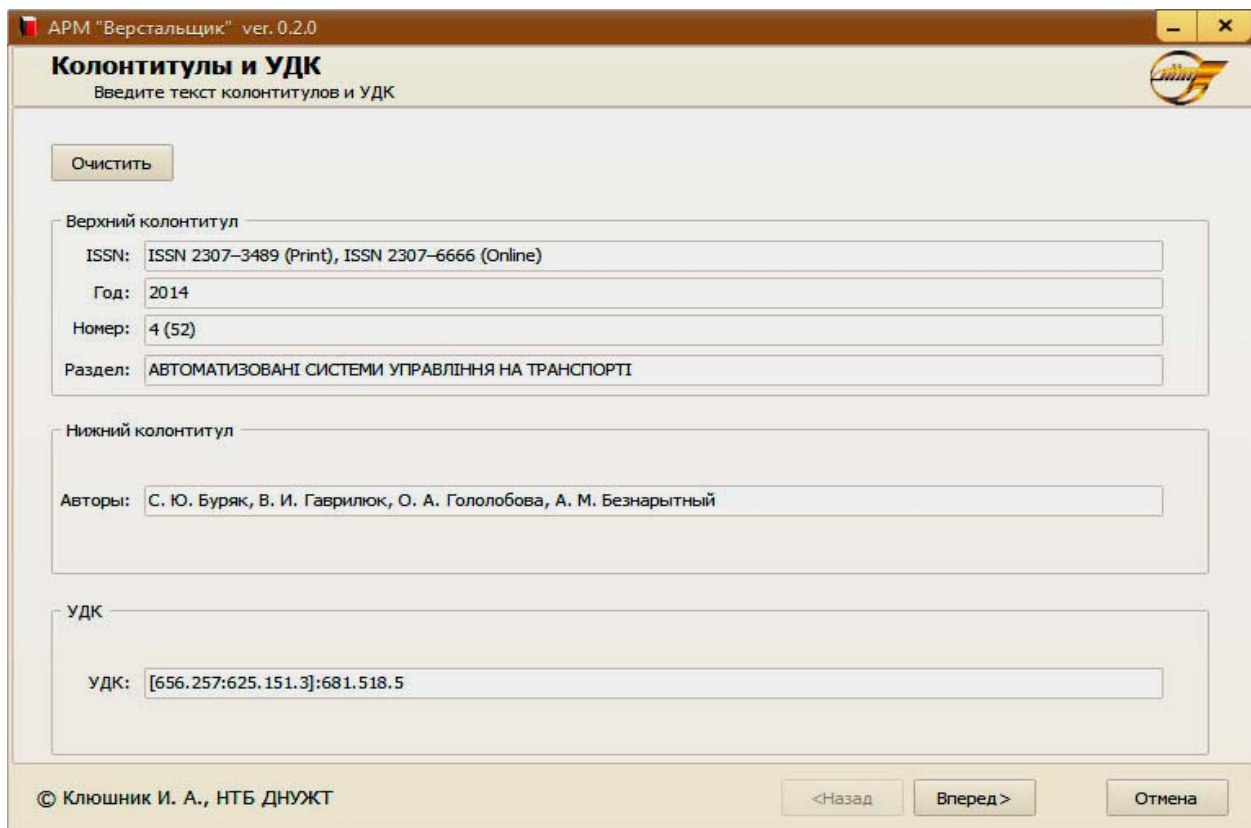 АРМ "Верстальщик" ver. 0.2.0
Колонтитулы и УДК
Введите текст колонтитулов и УДК
Очистить
Верхний колонтитул
ISSN: ISSN 2307–3489 (Print), ISSN 2307–6666 (Online)
Год: 2014
Номер: 4 (52)
Раздел: АВТОМАТИЗОВАНІ СИСТЕМИ УПРАВЛІННЯ НА ТРАНСПОРТІ
Нижний колонтитул
Авторы: С. Ю. Буряк, В. И. Гаврилюк, О. А. Гололобова, А. М. Безнарытный
УДК
УДК: [656.257:625.151.3]:681.518.5
© Клюшник И. А., НТБ ДНУЖТ <Назад Вперед> Отмена